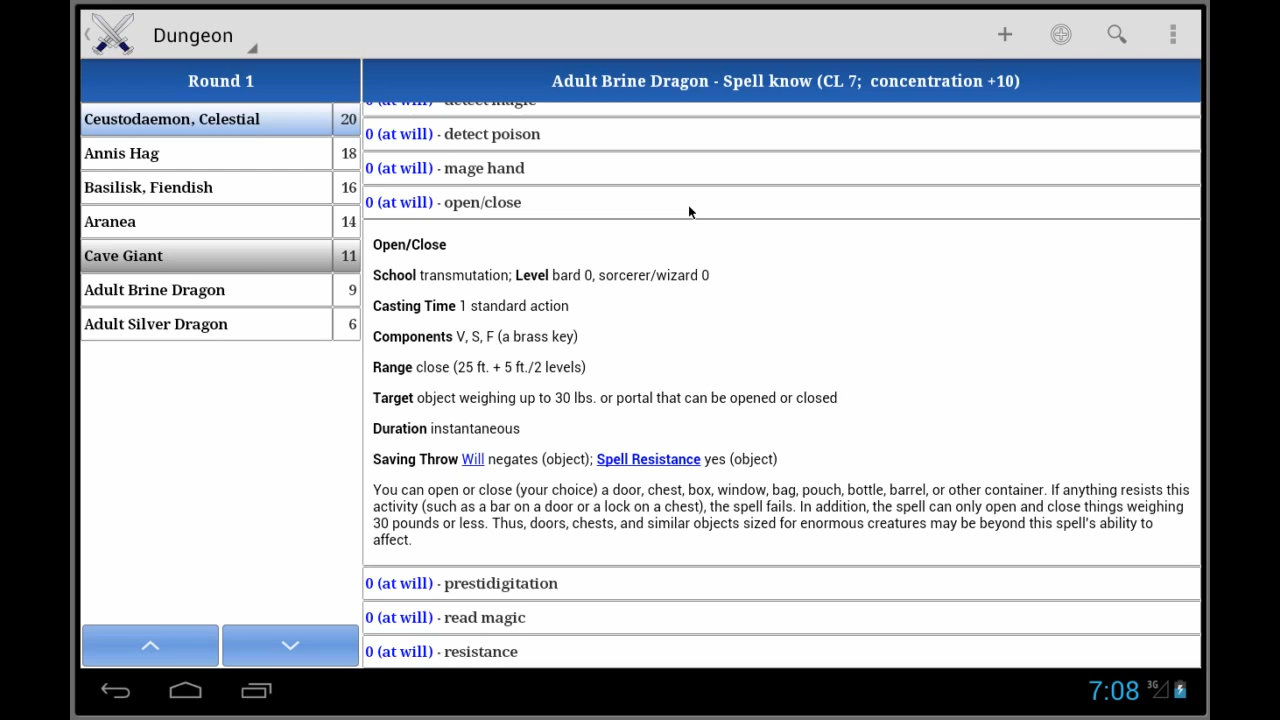 Dungeon
Round 1
Adult Brine Dragon - Spell know (CL 7; concentration +10)
Ceustodaemon, Celestial 20
Annis Hag 18
Basilisk, Fiendish 16
Aranea 14
Cave Giant 11
Adult Brine Dragon 9
Adult Silver Dragon 6
0 (at will) - detect magic
0 (at will) - detect poison
0 (at will) - mage hand
0 (at will) - open/close
Open/Close
School transmutation; Level bard 0, sorcerer/wizard 0
Casting Time 1 standard action
Components V, S, F (a brass key)
Range close (25 ft. + 5 ft./2 levels)
Target object weighing up to 30 lbs. or portal that can be opened or closed
Duration instantaneous
Saving Throw Will negates (object); Spell Resistance yes (object)
You can open or close (your choice) a door, chest, box, window, bag, pouch, bottle, barrel, or other container. If anything resists this
activity (such as a bar on a door or a lock on a chest), the spell fails. In addition, the spell can only open and close things weighing
30 pounds or less. Thus, doors, chests, and similar objects sized for enormous creatures may be beyond this spell's ability to
affect.
0 (at will) - prestidigitation
0 (at will) - read magic
0 (at will) - resistance
7:08 3G